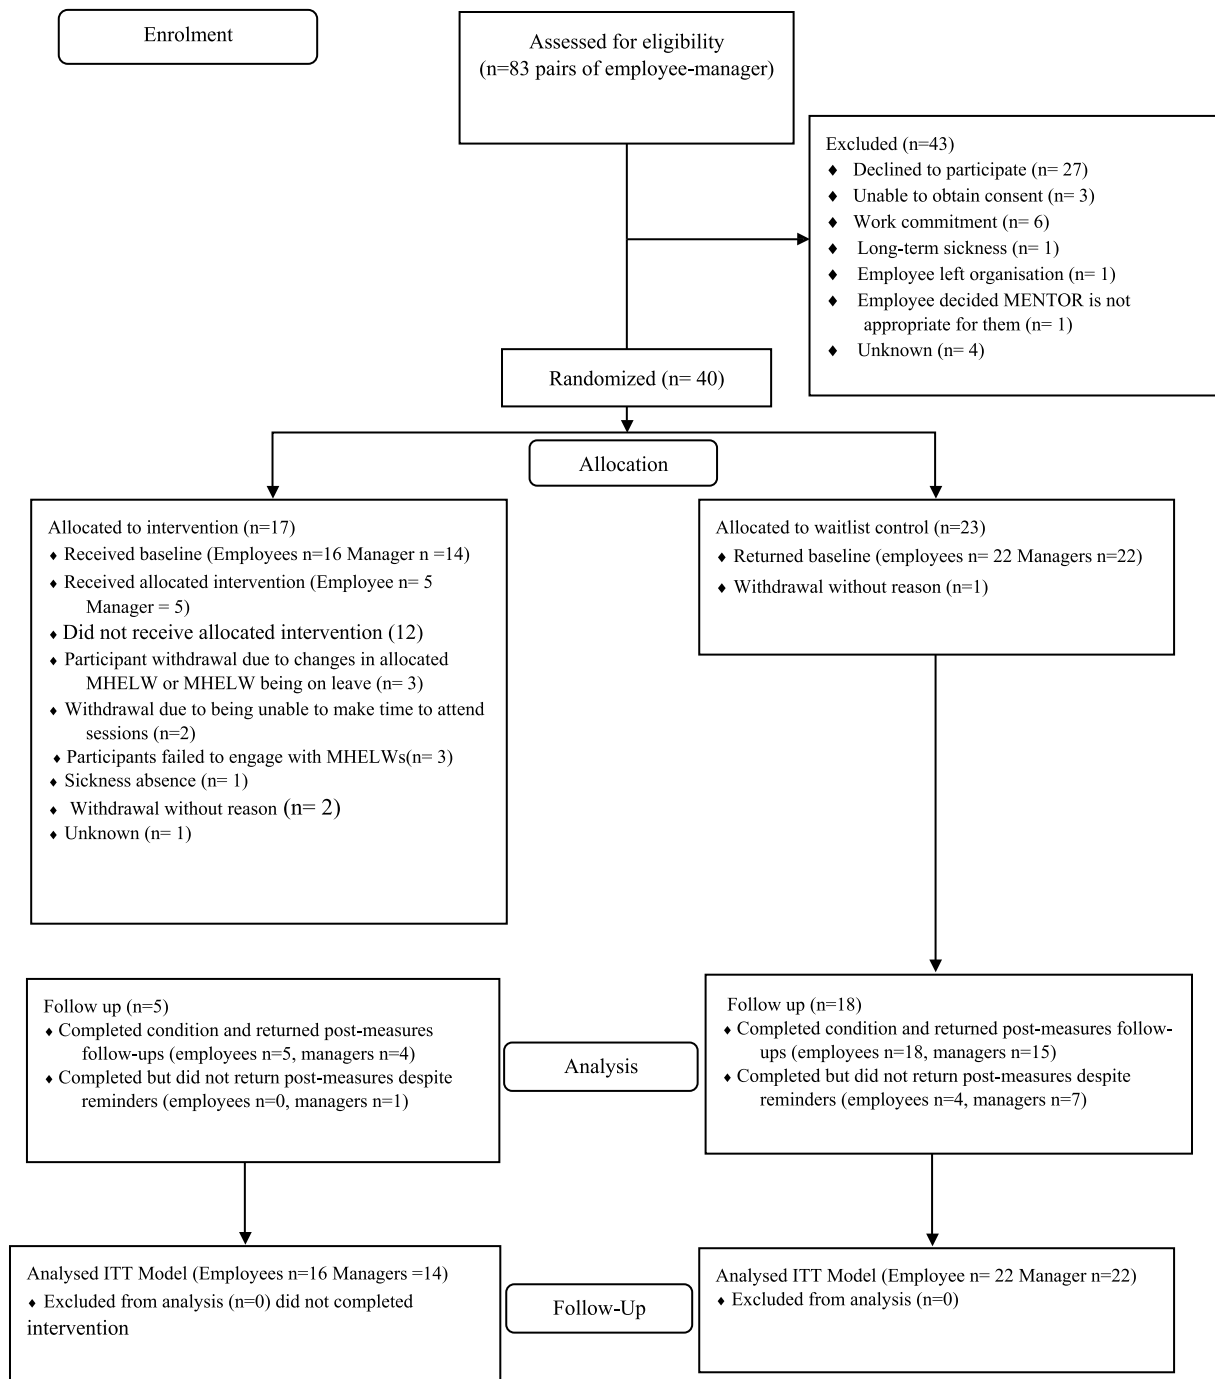 Enrolment
Assessed for eligibility
(n=83 pairs of employee-manager)
Excluded (n=43)
♦ Declined to participate (n= 27)
♦ Unable to obtain consent (n= 3)
♦ Work commitment (n= 6)
♦ Long-term sickness (n= 1)
♦ Employee left organisation (n= 1)
♦ Employee decided MENTOR is not
appropriate for them (n= 1)
♦ Unknown (n= 4)
Randomized (n= 40)
Allocation
Allocated to intervention (n=17)
♦ Received baseline (Employees n=16 Manager n =14)
♦ Received allocated intervention (Employee n= 5
Manager = 5)
♦ Did not receive allocated intervention (12)
♦ Participant withdrawal due to changes in allocated
MHELW or MHELW being on leave (n= 3)
♦ Withdrawal due to being unable to make time to attend
sessions (n=2)
♦ Participants failed to engage with MHELWs(n= 3)
♦ Sickness absence (n= 1)
♦ Withdrawal without reason (n= 2)
♦ Unknown (n= 1)
Allocated to waitlist control (n=23)
♦ Returned baseline (employees n= 22 Managers n=22)
♦ Withdrawal without reason (n=1)
Follow up (n=5)
♦ Completed condition and returned post-measures
follow-ups (employees n=5, managers n=4)
♦ Completed but did not return post-measures despite
reminders (employees n=0, managers n=1)
Analysis
Follow up (n=18)
♦ Completed condition and returned post-measures follow-
ups (employees n=18, managers n=15)
♦ Completed but did not return post-measures despite
reminders (employees n=4, managers n=7)
Analysed ITT Model (Employees n=16 Managers =14)
♦ Excluded from analysis (n=0) did not completed
intervention
Follow-Up
Analysed ITT Model (Employee n= 22 Manager n=22)
♦ Excluded from analysis (n=0)